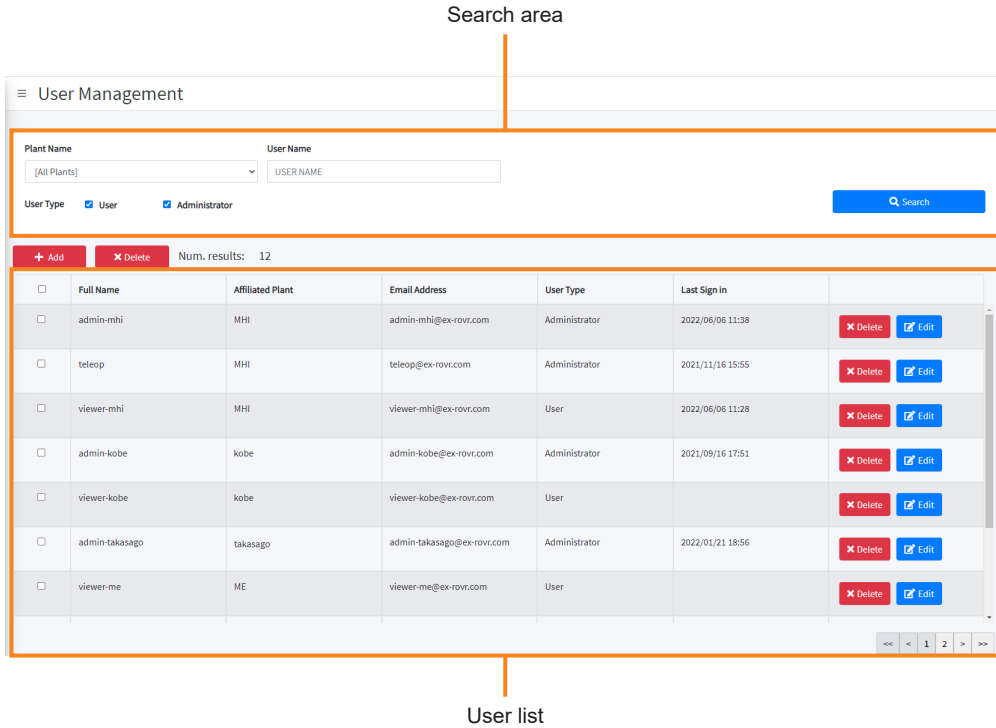 Search area
≡ User Management
Plant Name User Name
[All Plants] USER NAME
User Type User Administrator
Search
+ Add × Delete Num. results: 12
Full Name Affiliated Plant Email Address User Type Last Sign in
admin-mhi MHI admin-mhi@ex-rovr.com Administrator 2022/06/06 11:38 × Delete Edit
teleop MHI teleop@ex-rovr.com Administrator 2021/11/16 15:55 × Delete Edit
viewer-mhi MHI viewer-mhi@ex-rovr.com User 2022/06/06 11:28 × Delete Edit
admin-kobe kobe admin-kobe@ex-rovr.com Administrator 2021/09/16 17:51 × Delete Edit
viewer-kobe kobe viewer-kobe@ex-rovr.com User × Delete Edit
admin-takasago takasago admin-takasago@ex-rovr.com Administrator 2022/01/21 18:56 × Delete Edit
viewer-me ME viewer-me@ex-rovr.com User × Delete Edit
<< < 1 2 > >>
User list